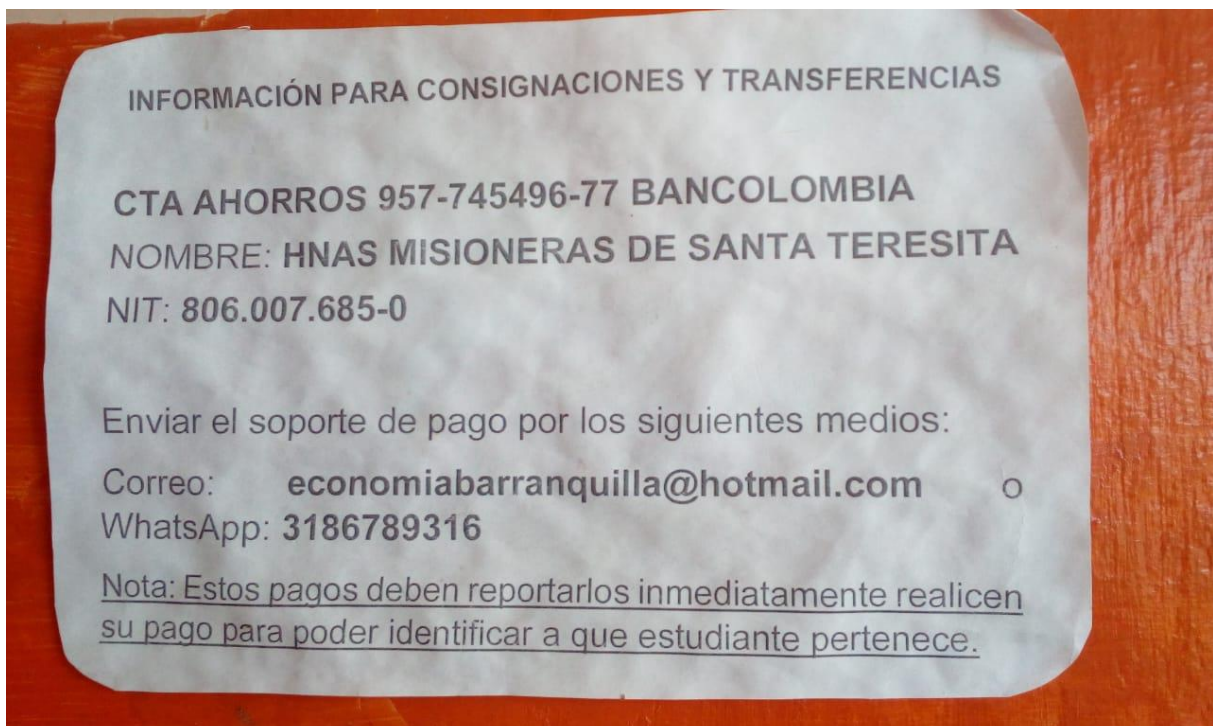 INFORMACIÓN PARA CONSIGNACIONES Y TRANSFERENCIAS
CTA AHORROS 957-745496-77 BANCOLOMBIA
NOMBRE: HNAS MISIONERAS DE SANTA TERESITA
NIT: 806.007.685-0
Enviar el soporte de pago por los siguientes medios:
Correo: economiabarranquilla@hotmail.com o
WhatsApp: 3186789316
Nota: Estos pagos deben reportarlos inmediatamente realicen
su pago para poder identificar a que estudiante pertenece.